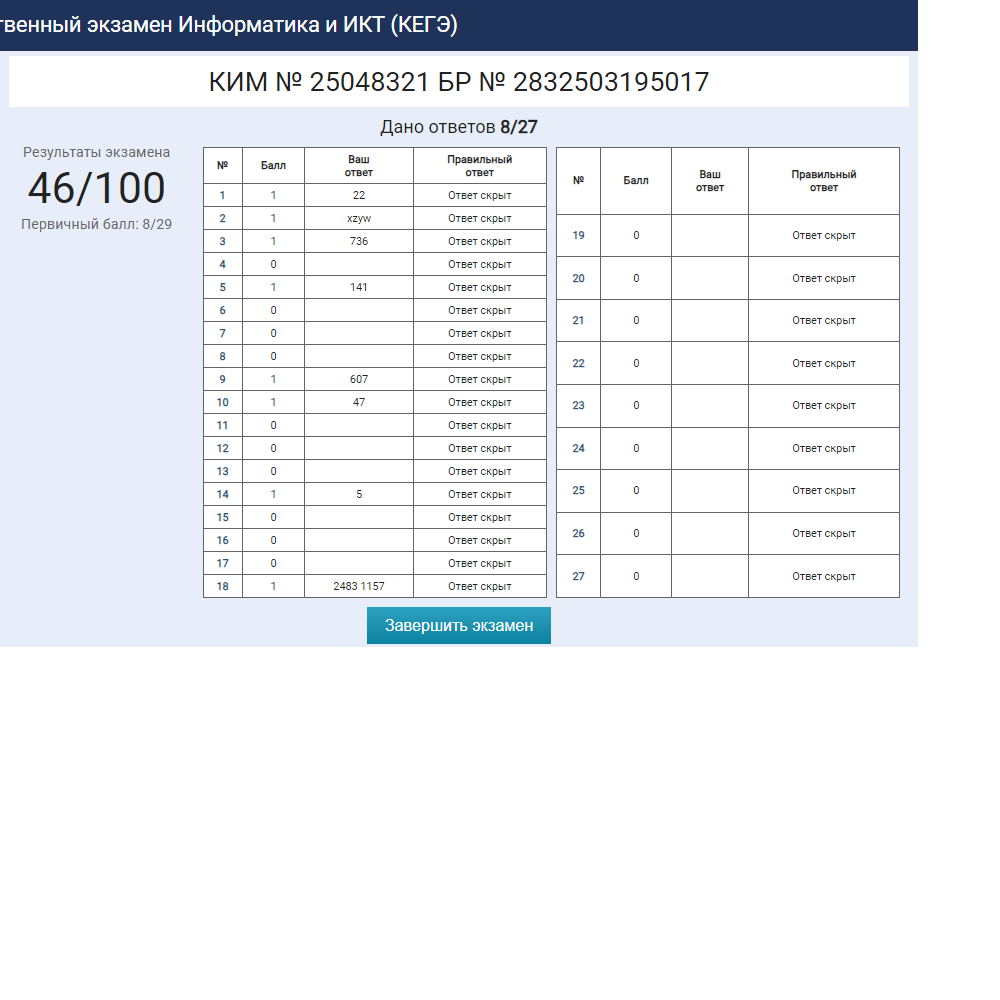 твенный экзамен Информатика и ИКТ (КЕГЭ)
КИМ № 25048321 БР № 2832503195017
Дано ответов 8/27
Результаты экзамена
46/100
Первичный балл: 8/29
№ Балл Ваш ответ Правильный ответ
1 1 22 Ответ скрыт
2 1 xzyw Ответ скрыт
3 1 736 Ответ скрыт
4 0 Ответ скрыт
5 1 141 Ответ скрыт
6 0 Ответ скрыт
7 0 Ответ скрыт
8 0 Ответ скрыт
9 1 607 Ответ скрыт
10 1 47 Ответ скрыт
11 0 Ответ скрыт
12 0 Ответ скрыт
13 0 Ответ скрыт
14 1 5 Ответ скрыт
15 0 Ответ скрыт
16 0 Ответ скрыт
17 0 Ответ скрыт
18 1 2483 1157 Ответ скрыт
№ Балл Ваш ответ Правильный ответ
19 0 Ответ скрыт
20 0 Ответ скрыт
21 0 Ответ скрыт
22 0 Ответ скрыт
23 0 Ответ скрыт
24 0 Ответ скрыт
25 0 Ответ скрыт
26 0 Ответ скрыт
27 0 Ответ скрыт
Завершить экзамен